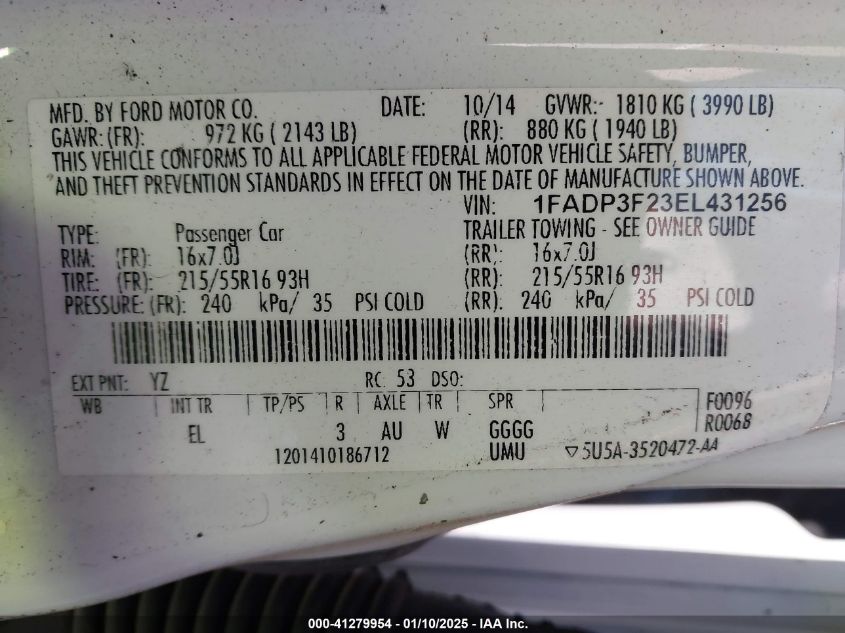 MFD. BY FORD MOTOR CO. DATE: 10/14 GVWR: 1810 KG ( 3990 LB)
GAWR: (FR): 972 KG ( 2143 LB) (RR): 880 KG ( 1940 LB)
THIS VEHICLE CONFORMS TO ALL APPLICABLE FEDERAL MOTOR VEHICLE SAFETY, BUMPER,
AND THEFT PREVENTION STANDARDS IN EFFECT ON THE DATE OF MANUFACTURE SHOWN ABOVE.
VIN: 1FADP3F23EL431256
TYPE: Passenger Car TRAILER TOWING - SEE OWNER GUIDE
RIM: (FR): 16x7.0J (RR): 16x7.0J
TIRE: (FR): 215/55R16 93H (RR): 215/55R16 93H
PRESSURE: (FR): 240 kPa/ 35 PSI COLD (RR): 240 kPa/ 35 PSI COLD
EXT PNT: YZ RC: 53 DSO:
WB INT TR TP/PS R AXLE TR SPR F0096
EL 3 AU W GGGG R0068
1201410186712 UMU ▽5U5A-3520472-AA
000-41279954 - 01/10/2025 - IAAI, Inc.